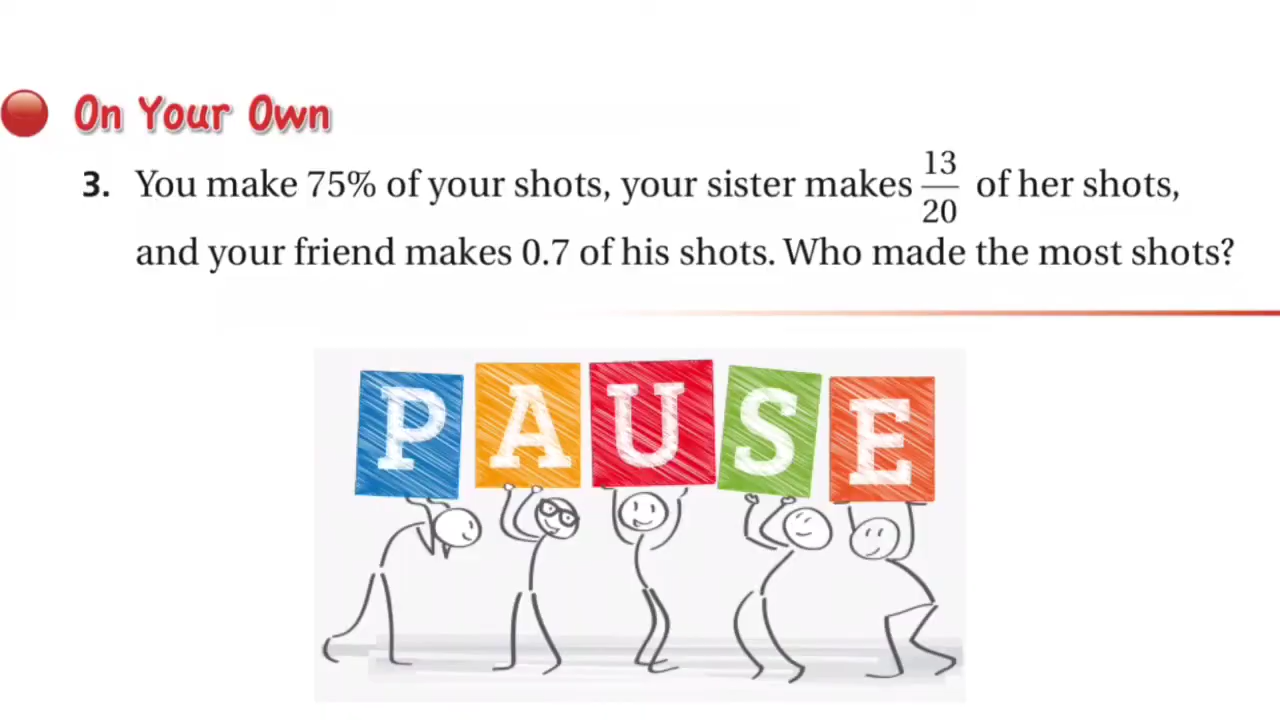 On Your Own
3. You make 75% of your shots, your sister makes 13/20 of her shots,
and your friend makes 0.7 of his shots. Who made the most shots?
PAUSE